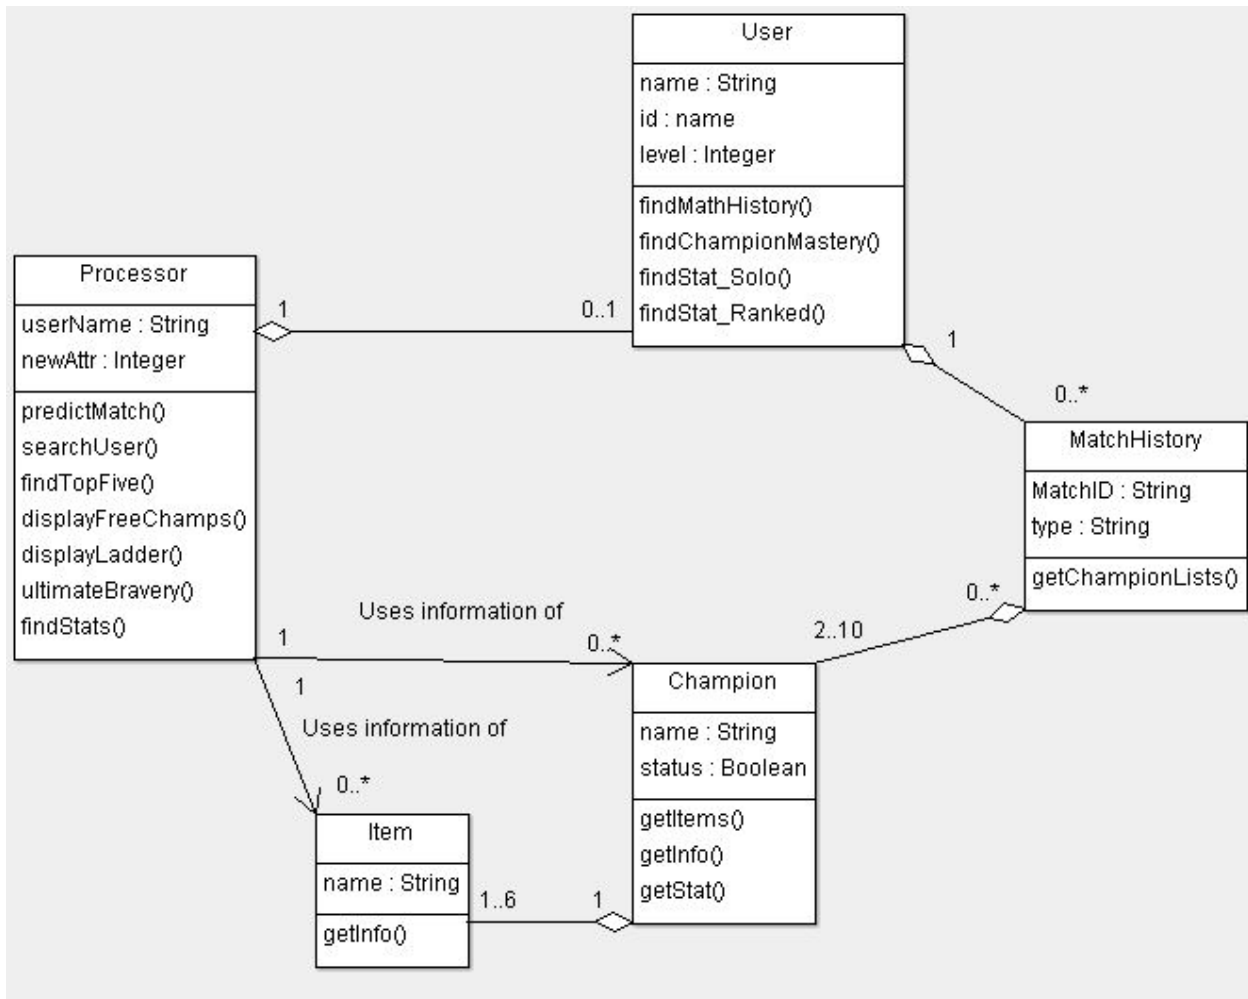 User
name : String
id : name
level : Integer
findMathHistory()
findChampionMastery()
findStat_Solo()
findStat_Ranked()
Processor
userName : String
newAttr : Integer
predictMatch()
searchUser()
findTopFive()
displayFreeChamps()
displayLadder()
ultimateBravery()
findStats()
1
0..1
1
0..*
MatchHistory
MatchID : String
type : String
getChampionLists()
0..*
2..10
Uses information of
1
0..*
1
Uses information of
0..*
Champion
name : String
status : Boolean
getItems()
getInfo()
getStat()
Item
name : String
getInfo()
1..6
1